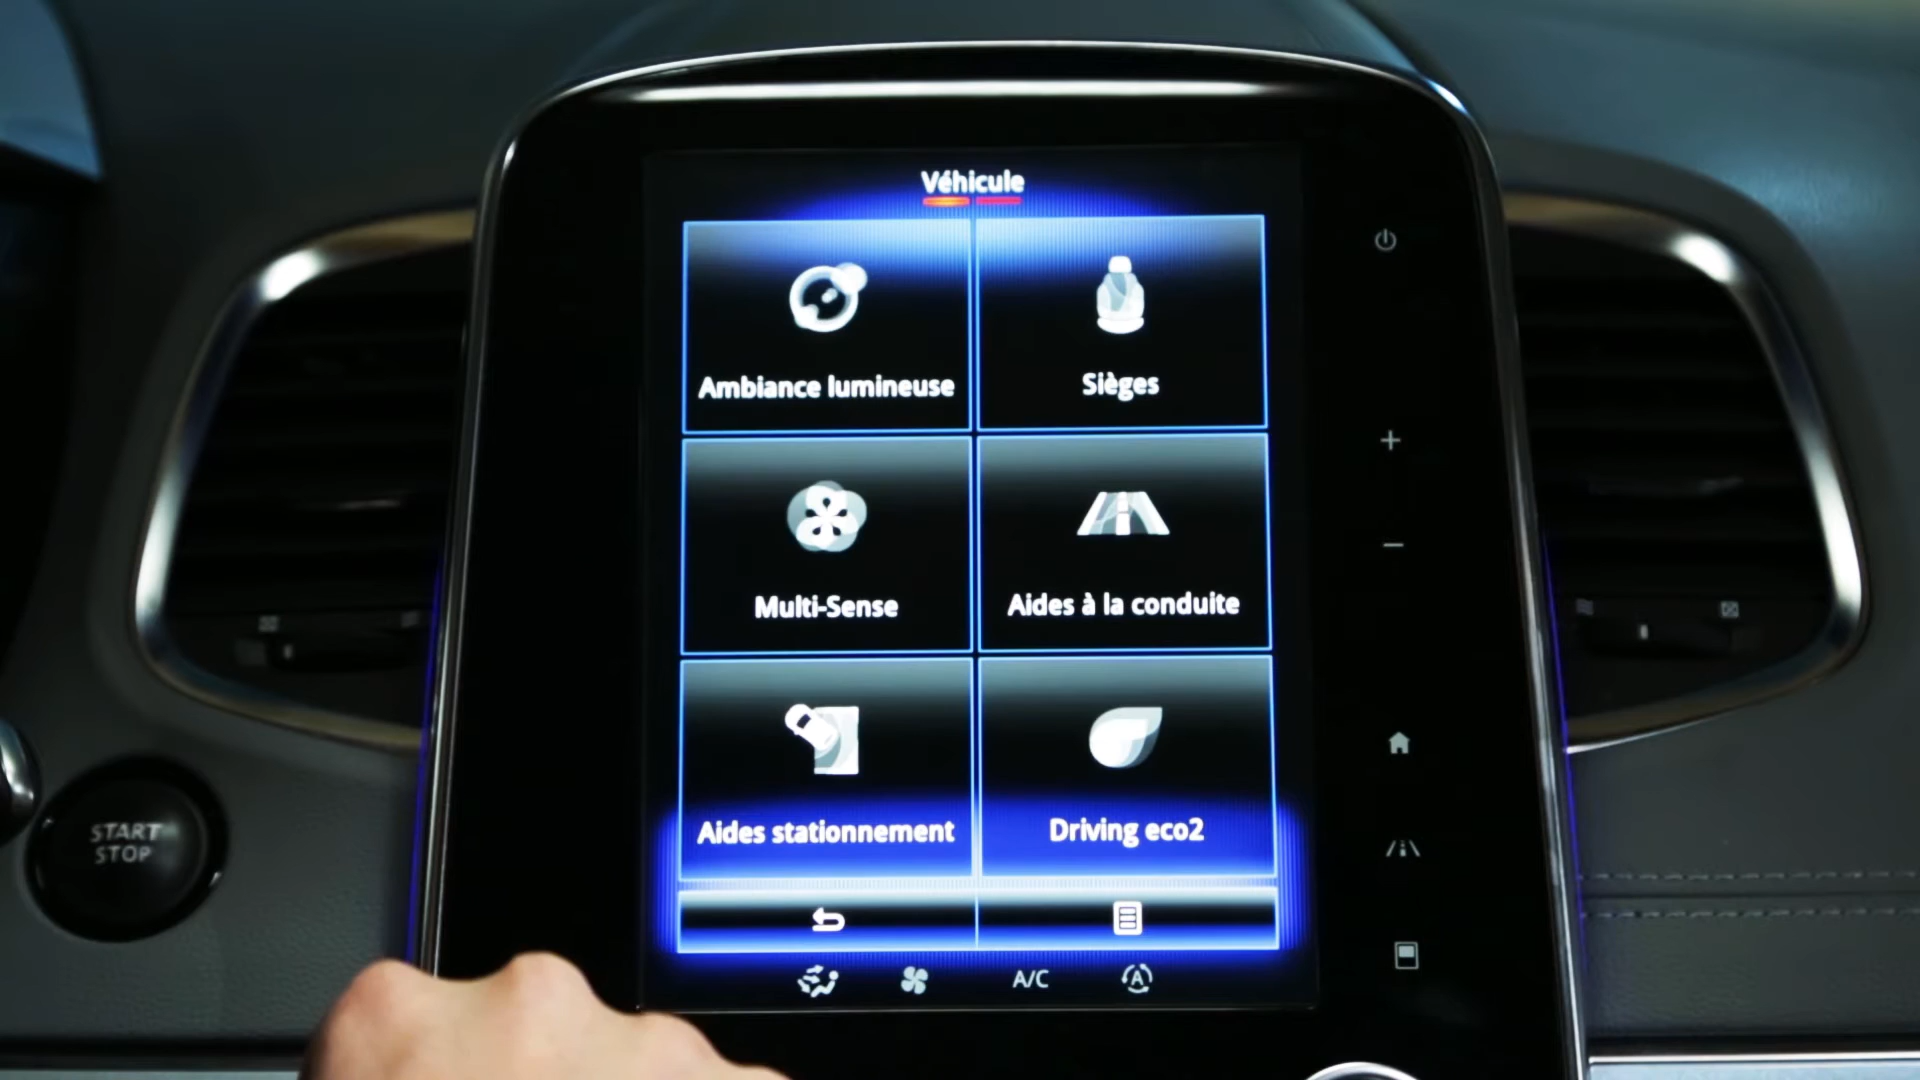 Véhicule
Ambiance lumineuse
Sièges
Multi-Sense
Aides à la conduite
Aides stationnement
Driving eco2
A/C
A
START
STOP